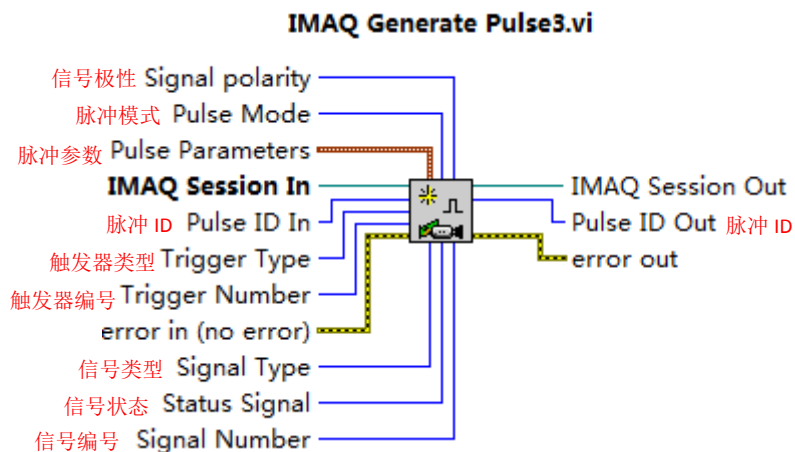 IMAQ Generate Pulse3.vi
信号极性 Signal polarity
脉冲模式 Pulse Mode
脉冲参数 Pulse Parameters
IMAQ Session In IMAQ Session Out
脉冲 ID Pulse ID In Pulse ID Out 脉冲 ID
触发器类型 Trigger Type error out
触发器编号 Trigger Number
error in (no error)
信号类型 Signal Type
信号状态 Status Signal
信号编号 Signal Number